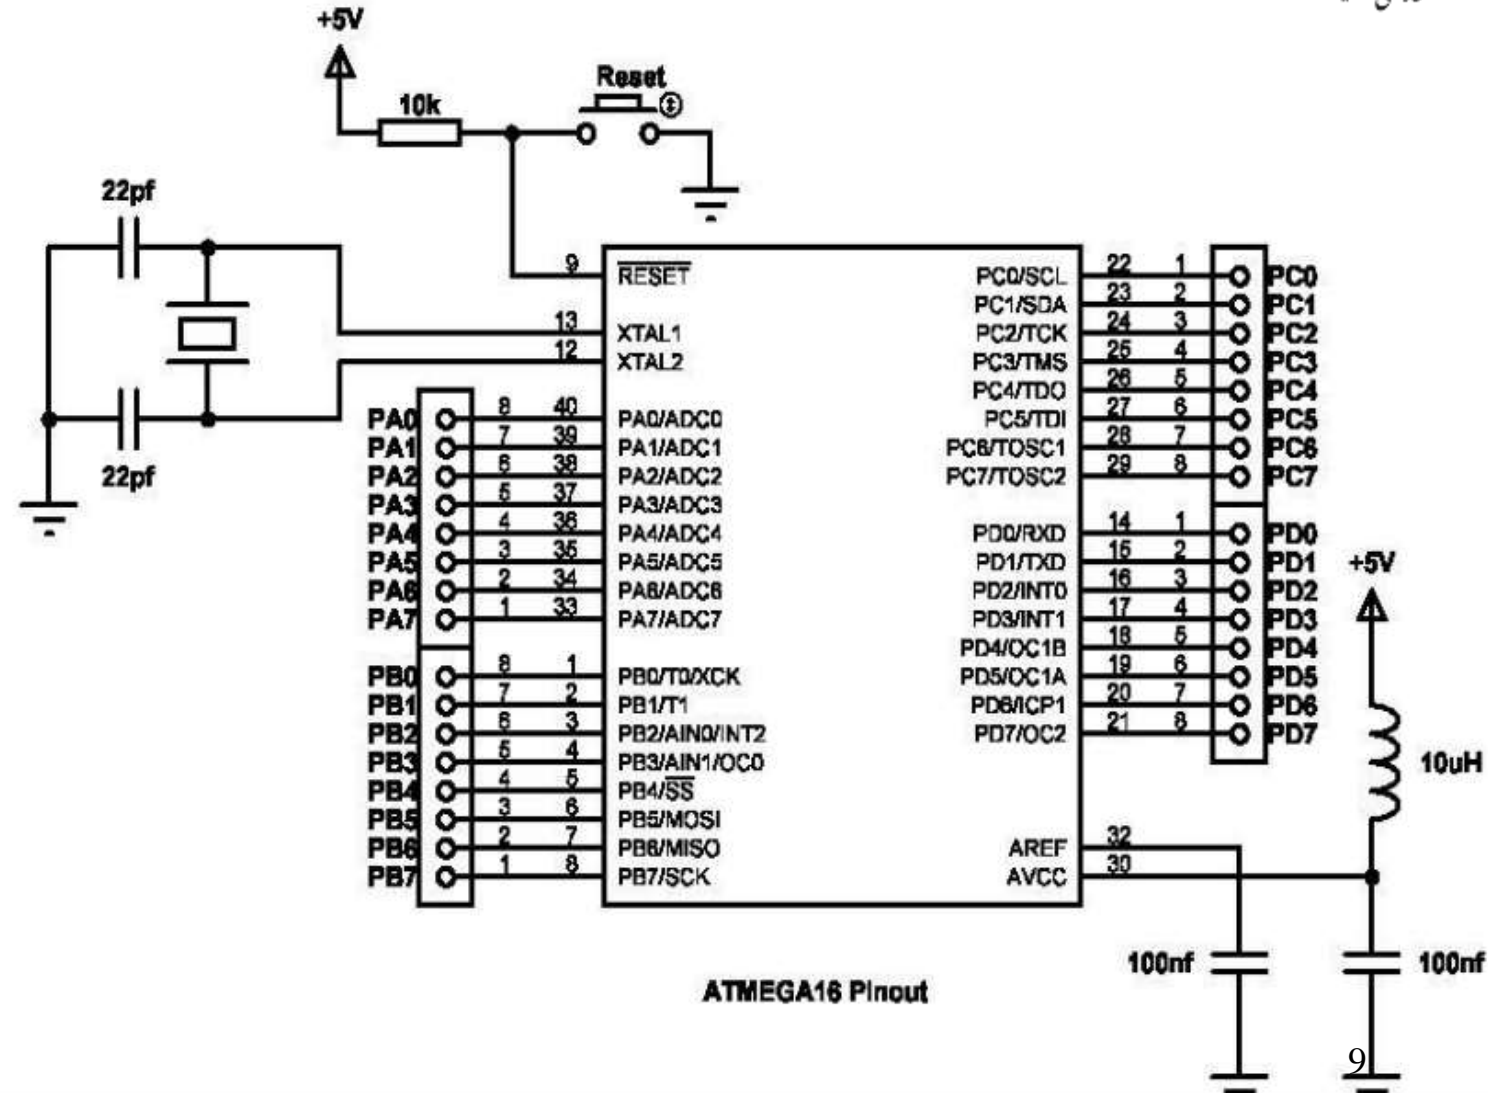 +5V
10k
Reset
22pf
22pf
9 RESET
13 XTAL1
12 XTAL2
PA0 8 40 PA0/ADC0
PA1 7 39 PA1/ADC1
PA2 6 38 PA2/ADC2
PA3 5 37 PA3/ADC3
PA4 4 36 PA4/ADC4
PA5 3 35 PA5/ADC5
PA6 2 34 PA6/ADC6
PA7 1 33 PA7/ADC7
PB0 8 1 PB0/T0/XCK
PB1 7 2 PB1/T1
PB2 6 3 PB2/AIN0/INT2
PB3 5 4 PB3/AIN1/OC0
PB4 4 5 PB4/SS
PB5 3 6 PB5/MOSI
PB6 2 7 PB6/MISO
PB7 1 8 PB7/SCK
PC0/SCL 22 1 PC0
PC1/SDA 23 2 PC1
PC2/TCK 24 3 PC2
PC3/TMS 25 4 PC3
PC4/TDO 26 5 PC4
PC5/TDI 27 6 PC5
PC6/TOSC1 28 7 PC6
PC7/TOSC2 29 8 PC7
PD0/RXD 14 1 PD0
PD1/TXD 15 2 PD1
PD2/INT0 16 3 PD2
PD3/INT1 17 4 PD3
PD4/OC1B 18 5 PD4
PD5/OC1A 19 6 PD5
PD6/ICP1 20 7 PD6
PD7/OC2 21 8 PD7
+5V
10uH
AREF 32
AVCC 30
100nf
100nf
ATMEGA16 Pinout
9